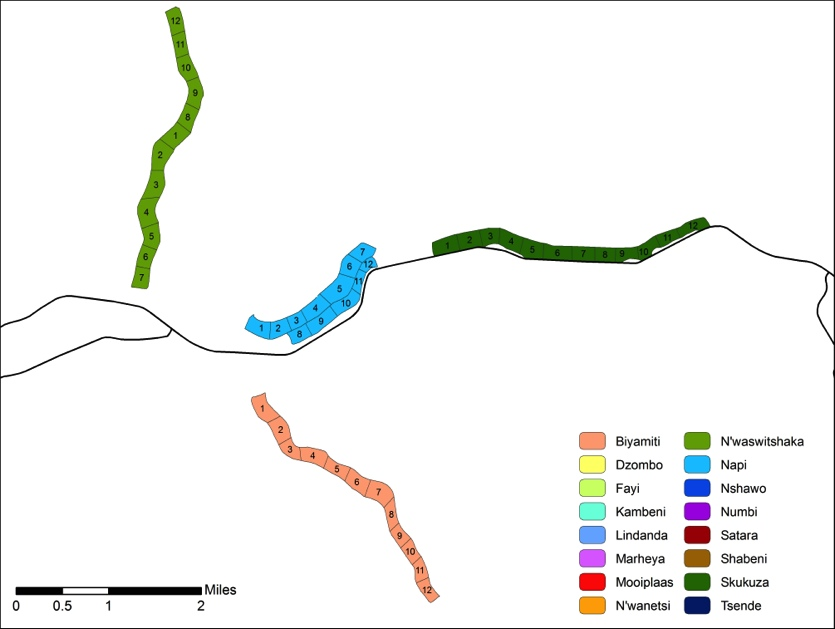 12
11
10
9
8
1
2
3
4
5
6
7
1
2
3
4
5
6
7
8
9
10
11
12
7
6
12
5
11
4
10
3
9
1
2
8
1
2
3
4
5
6
7
8
9
10
11
12
Biyamiti
Dzombo
Fayi
Kambeni
Lindanda
Marheya
Mooiplaas
N'wanetsi
N'waswitshaka
Napi
Nshawo
Numbi
Satara
Shabeni
Skukuza
Tsende
Miles
0 0.5 1 2